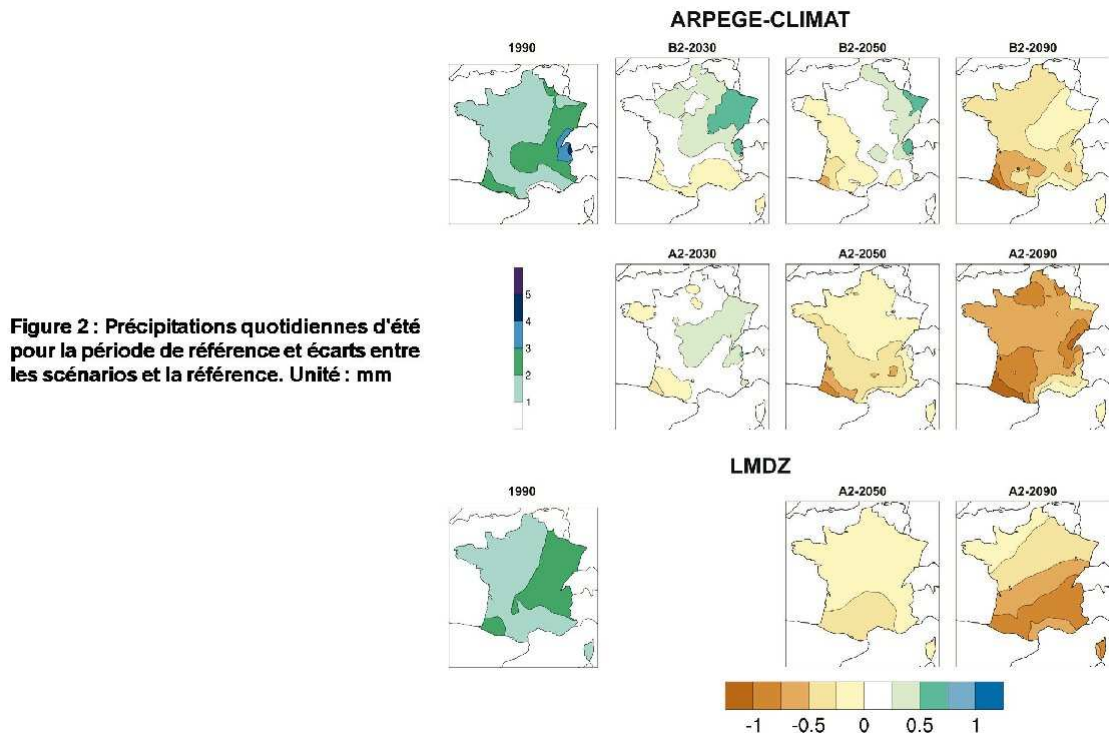 ARPEGE-CLIMAT
1990
B2-2030
B2-2050
B2-2090
A2-2030
A2-2050
A2-2090
5
4
3
2
1
Figure 2 : Précipitations quotidiennes d'été
pour la période de référence et écarts entre
les scénarios et la référence. Unité : mm
LMDZ
1990
A2-2050
A2-2090
-1 -0.5 0 0.5 1